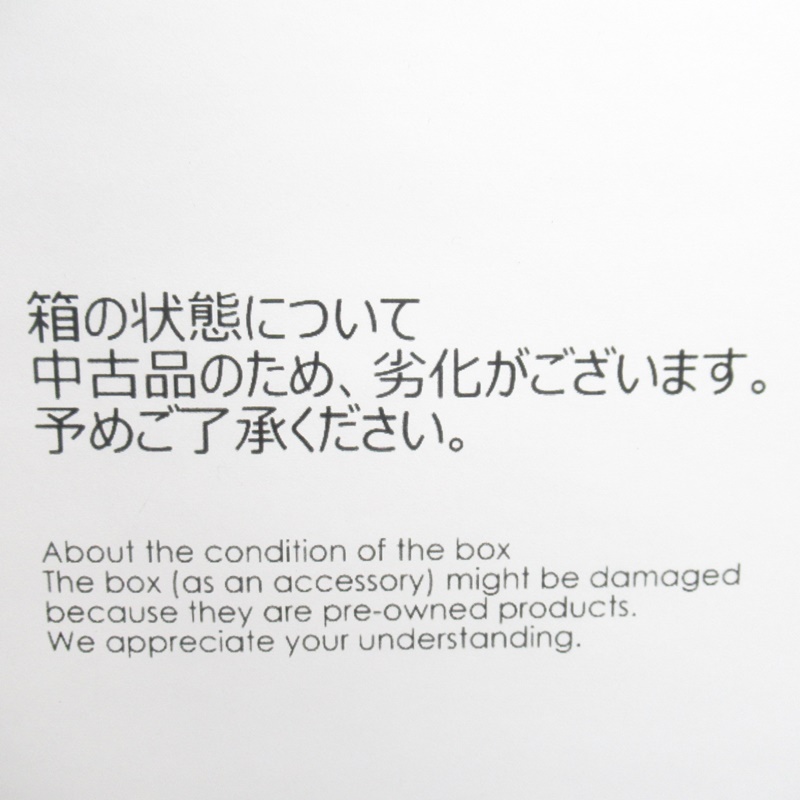 箱の状態について
中古品のため、劣化がございます。
予めご了承ください。
About the condition of the box
The box (as an accessory) might be damaged
because they are pre-owned products.
We appreciate your understanding.